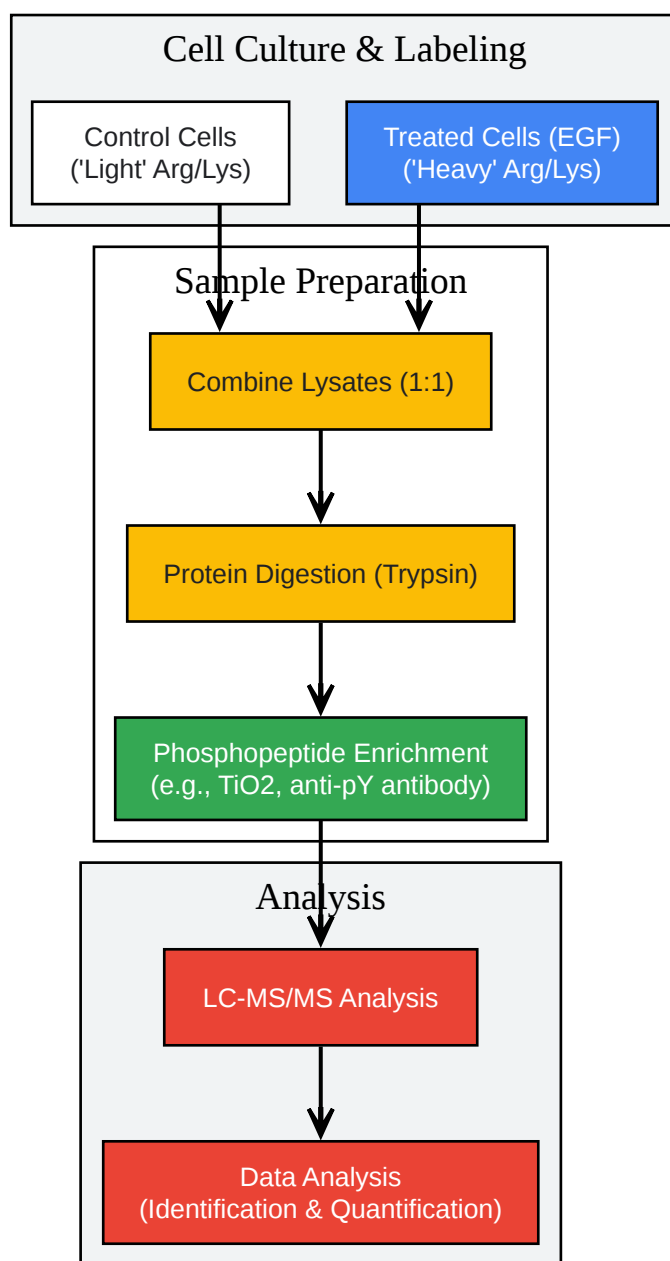 Cell Culture & Labeling
Control Cells
('Light' Arg/Lys)
Treated Cells (EGF)
('Heavy' Arg/Lys)
Sample Preparation
Combine Lysates (1:1)
Protein Digestion (Trypsin)
Phosphopeptide Enrichment
(e.g., TiO2, anti-pY antibody)
Analysis
LC-MS/MS Analysis
Data Analysis
(Identification & Quantification)